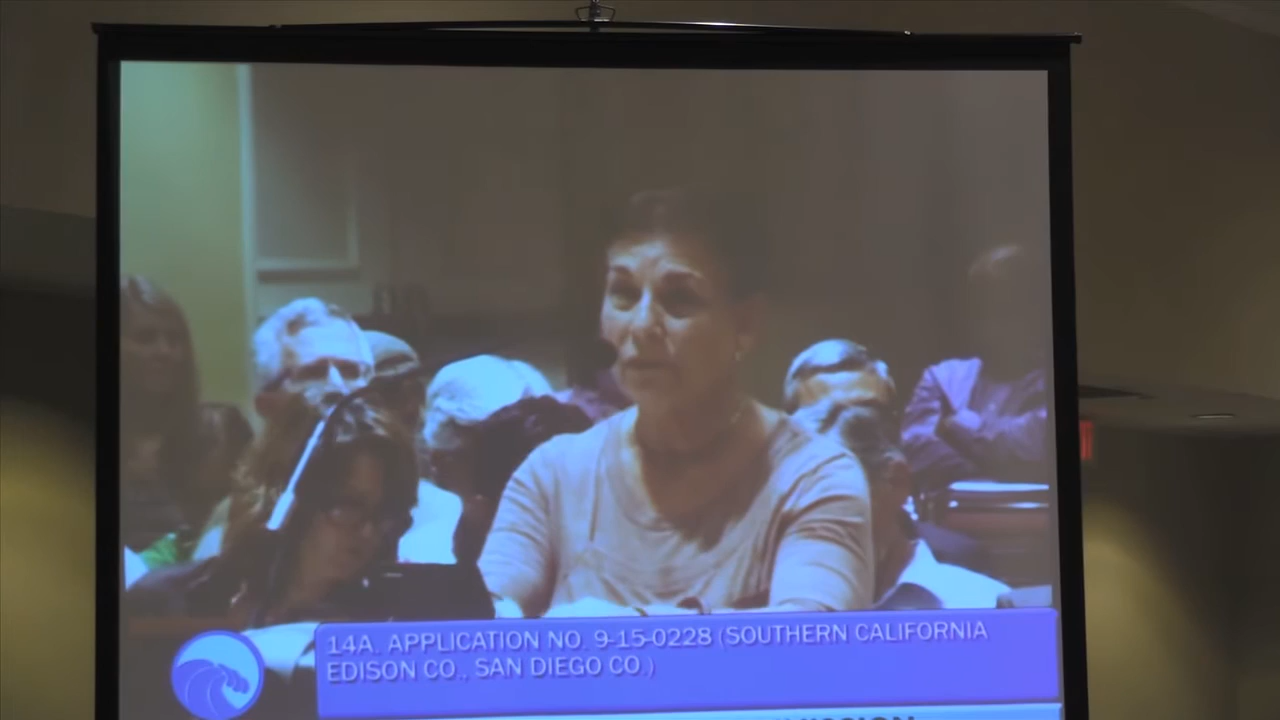 14A. APPLICATION NO. 9-15-0228 (SOUTHERN CALIFORNIA
EDISON CO., SAN DIEGO CO.)